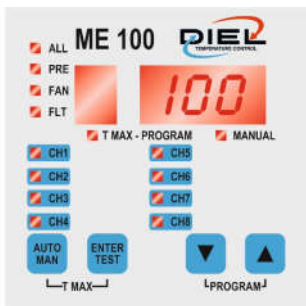 ME 100
DIEL
TEMPERATURE CONTROL
ALL
PRE
FAN
FLT
100
T MAX - PROGRAM
MANUAL
CH1
CH5
CH2
CH6
CH3
CH7
CH4
CH8
AUTO
MAN
ENTER
TEST
T MAX
PROGRAM